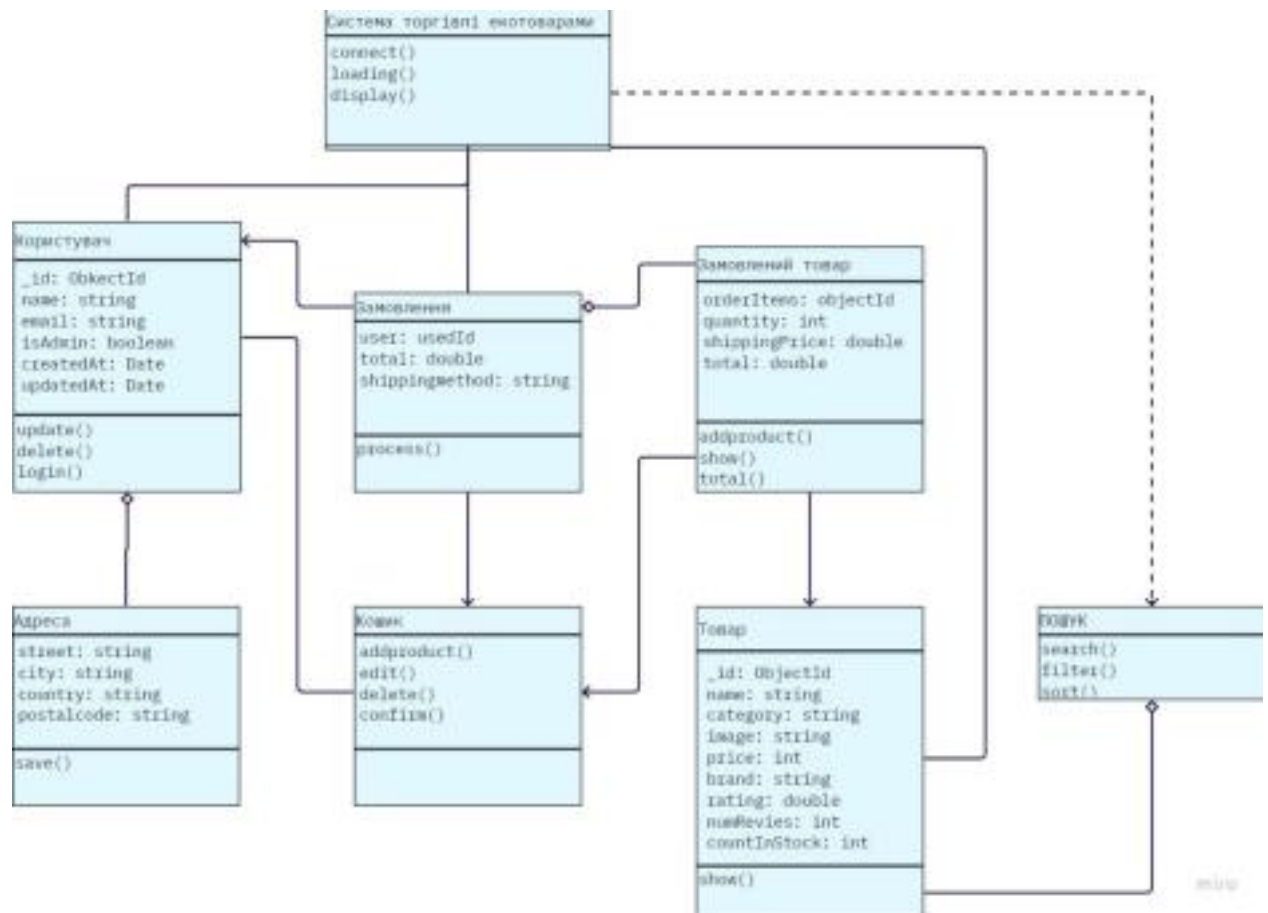 Система торгівлі екотоварами
connect()
loading()
display()
Користувач
_id: ObkectId
name: string
email: string
isAdmin: boolean
createdAt: Date
updatedAt: Date
update()
delete()
login()
Замовлення
user: usedId
total: double
shippingmethod: string
process()
Замовлений товар
orderItems: objectId
quantity: int
shippingPrice: double
total: double
addproduct()
show()
total()
Адреса
street: string
city: string
country: string
postalcode: string
save()
Кошик
addproduct()
edit()
delete()
confirm()
Товар
_id: ObjectId
name: string
category: string
image: string
price: int
brand: string
rating: double
numRevies: int
countInStock: int
show()
ПОШУК
search()
filter()
sort()
miro